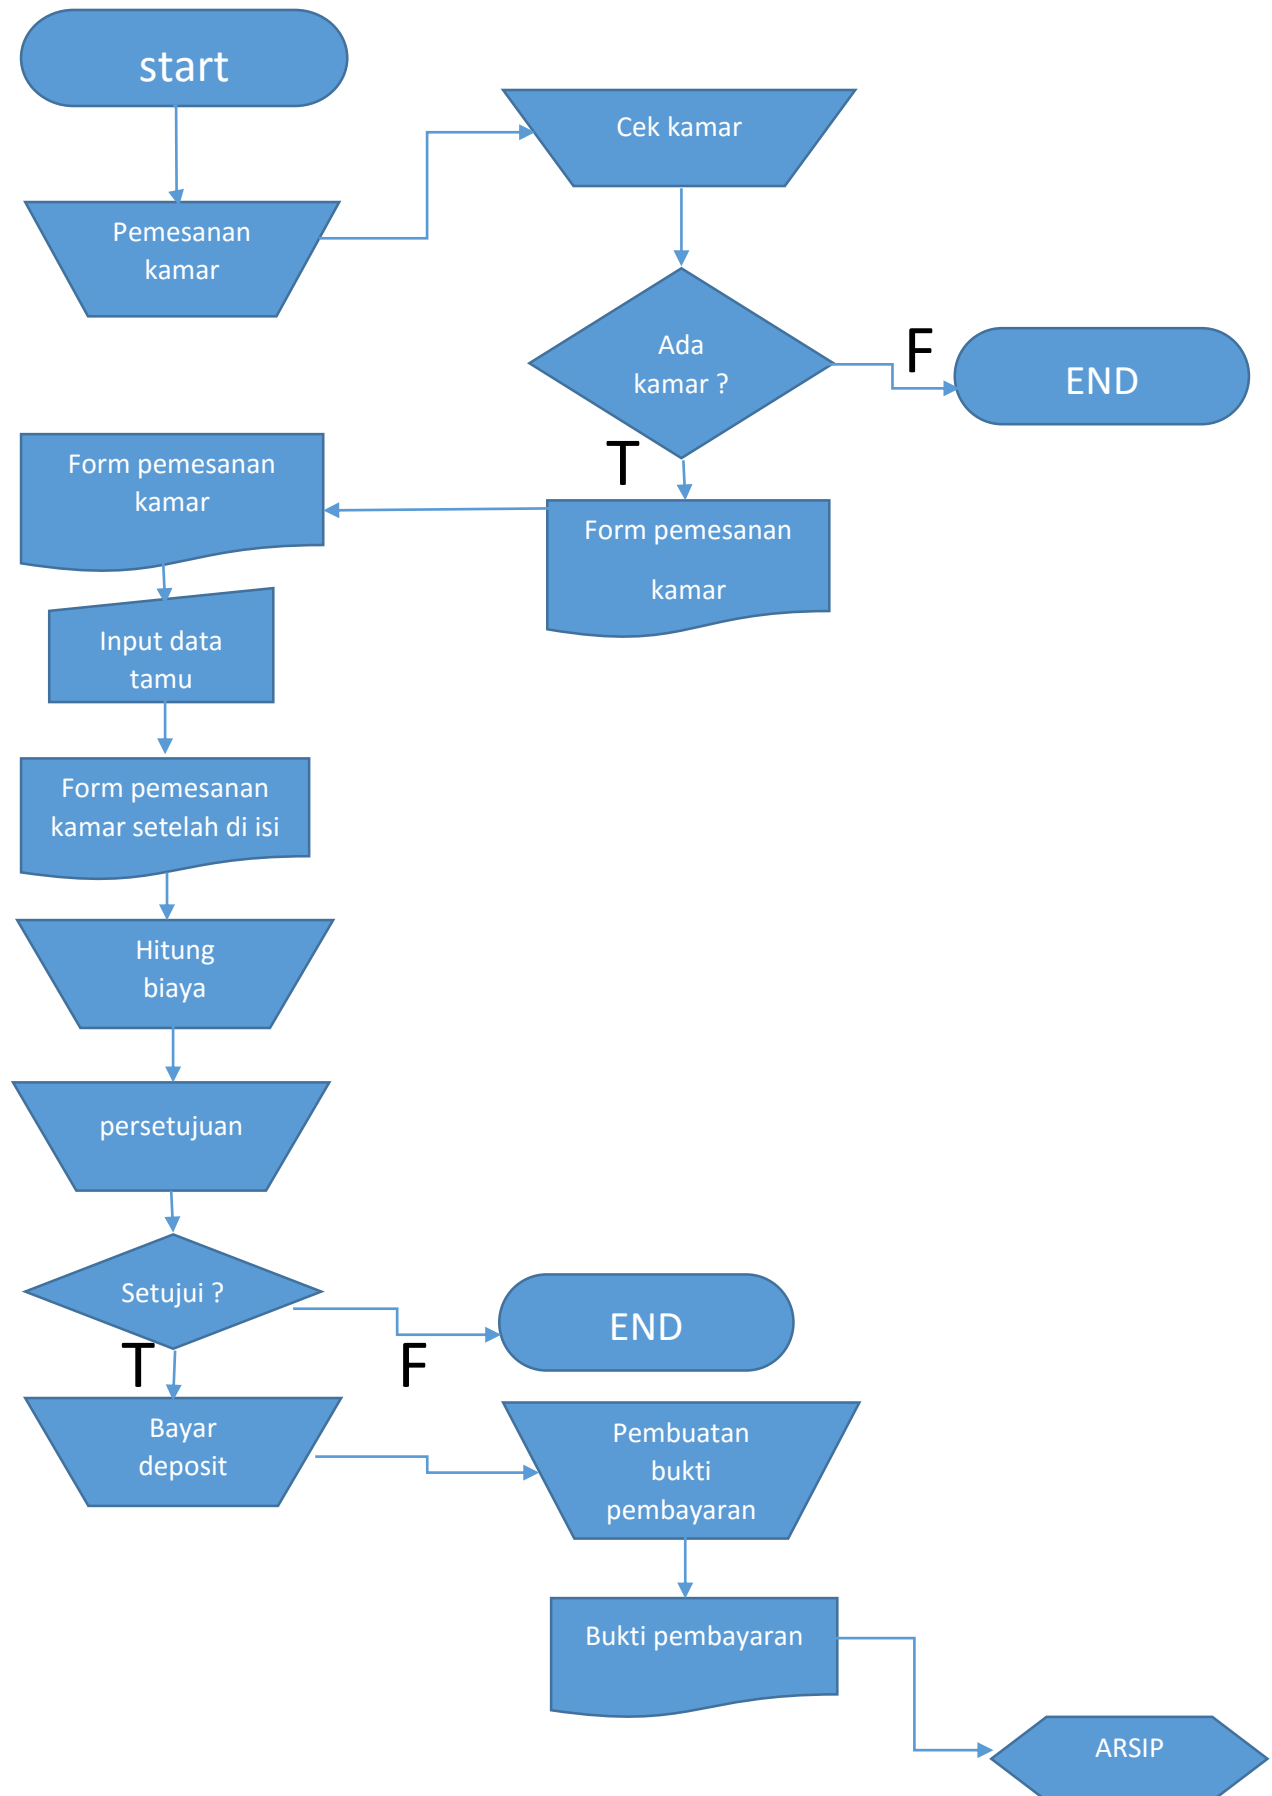 start
Cek kamar
Pemesanan
kamar
Ada
kamar ?
F
END
T
Form pemesanan
kamar
Form pemesanan
kamar
Input data
tamu
Form pemesanan
kamar setelah di isi
Hitung
biaya
persetujuan
Setujui ?
END
T
F
Bayar
deposit
Pembuatan
bukti
pembayaran
Bukti pembayaran
ARSIP